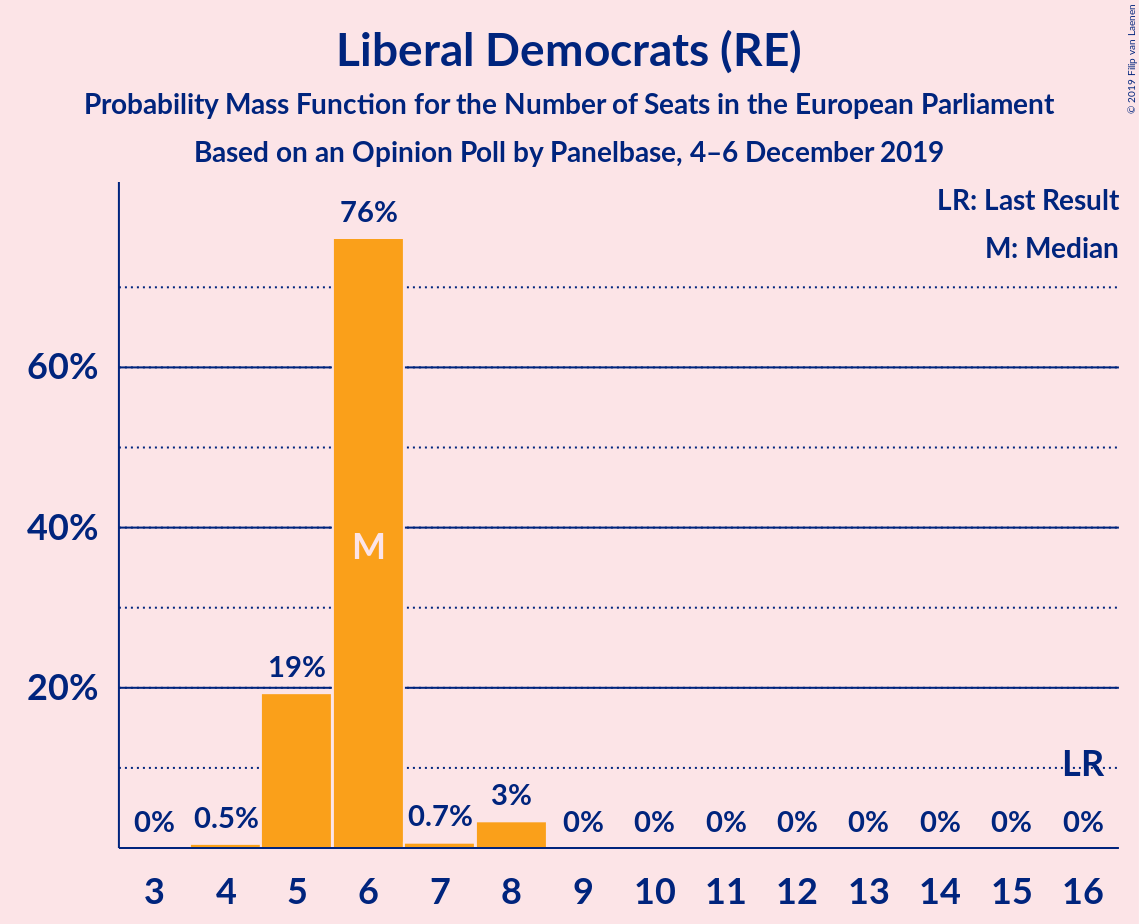 Liberal Democrats (RE)
Probability Mass Function for the Number of Seats in the European Parliament
Based on an Opinion Poll by Panelbase, 4–6 December 2019
© 2019 Filip van Laenen
LR: Last Result
M: Median
76%
60%
40%
M
19%
20%
LR
0% 0.5% 0.7% 3% 0% 0% 0% 0% 0% 0% 0% 0%
3 4 5 6 7 8 9 10 11 12 13 14 15 16